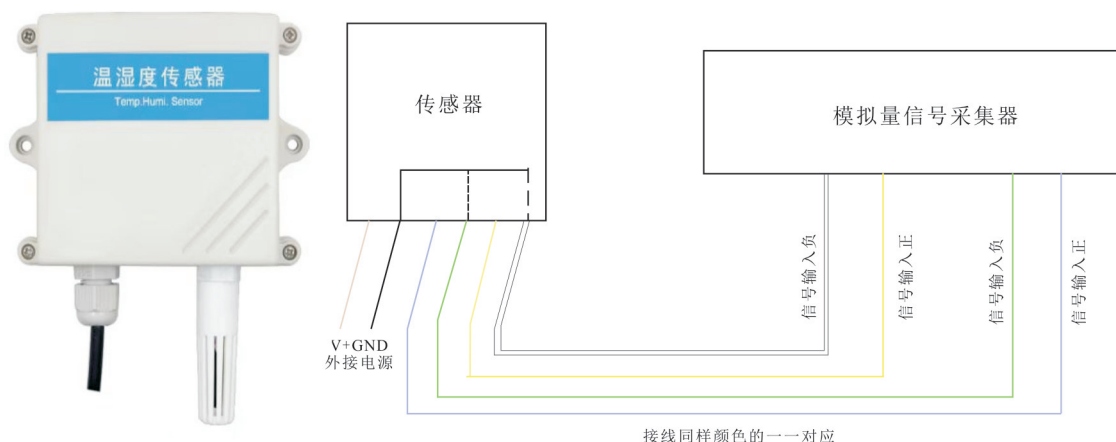 温湿度传感器
Temp.Humi. Sensor
传感器
模拟量信号采集器
信号输入负
信号输入正
信号输入负
信号输入正
V+GND
外接电源
接线同样颜色的一一对应